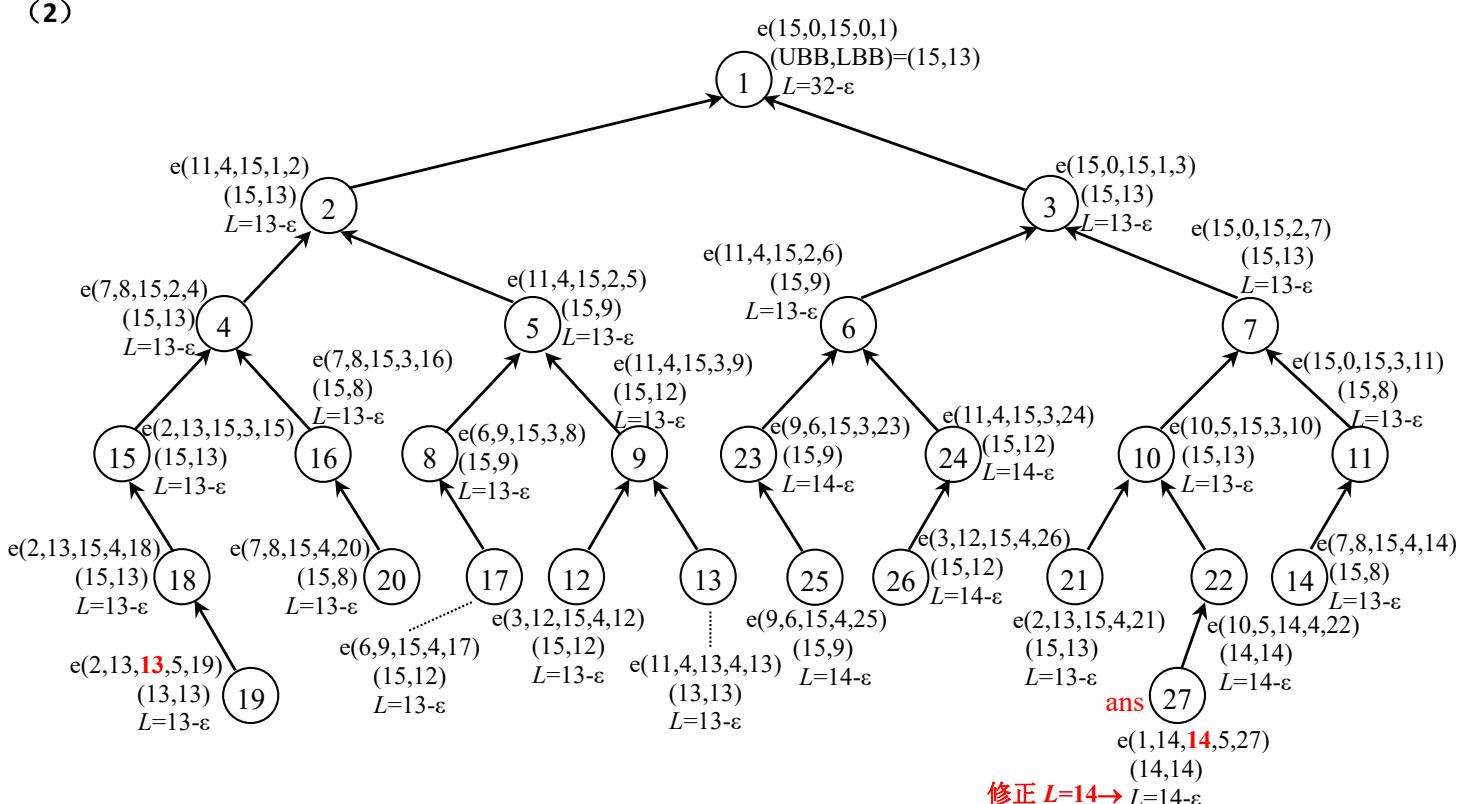 （2）
e(15,0,15,0,1)
(UBB,LBB)=(15,13)
L=32-ε
1
e(11,4,15,1,2)
(15,13)
L=13-ε
2
e(15,0,15,1,3)
(15,13)
L=13-ε
3
e(7,8,15,2,4)
(15,13)
L=13-ε
4
e(11,4,15,2,5)
(15,9)
L=13-ε
5
e(11,4,15,2,6)
(15,9)
L=13-ε
6
e(15,0,15,2,7)
(15,13)
L=13-ε
7
15
e(2,13,15,3,15)
(15,13)
L=13-ε
e(7,8,15,3,16)
(15,8)
L=13-ε
16
8
e(6,9,15,3,8)
(15,9)
L=13-ε
e(11,4,15,3,9)
(15,12)
L=13-ε
9
23
e(9,6,15,3,23)
(15,9)
L=14-ε
24
e(11,4,15,3,24)
(15,12)
L=14-ε
10
e(10,5,15,3,10)
(15,13)
L=13-ε
e(15,0,15,3,11)
(15,8)
L=13-ε
11
e(2,13,15,4,18)
(15,13)
L=13-ε
18
e(7,8,15,4,20)
(15,8)
L=13-ε
20
17
e(6,9,15,4,17)
(15,12)
L=13-ε
12
e(3,12,15,4,12)
(15,12)
L=13-ε
13
e(11,4,13,4,13)
(13,13)
L=13-ε
25
e(9,6,15,4,25)
(15,9)
L=14-ε
26
e(3,12,15,4,26)
(15,12)
L=14-ε
21
e(2,13,15,4,21)
(15,13)
L=13-ε
22
e(10,5,14,4,22)
(14,14)
L=14-ε
14
e(7,8,15,4,14)
(15,8)
L=13-ε
e(2,13,13,5,19)
(13,13)
L=13-ε
19
ans
27
e(1,14,14,5,27)
(14,14)
修正 L=14→ L=14-ε